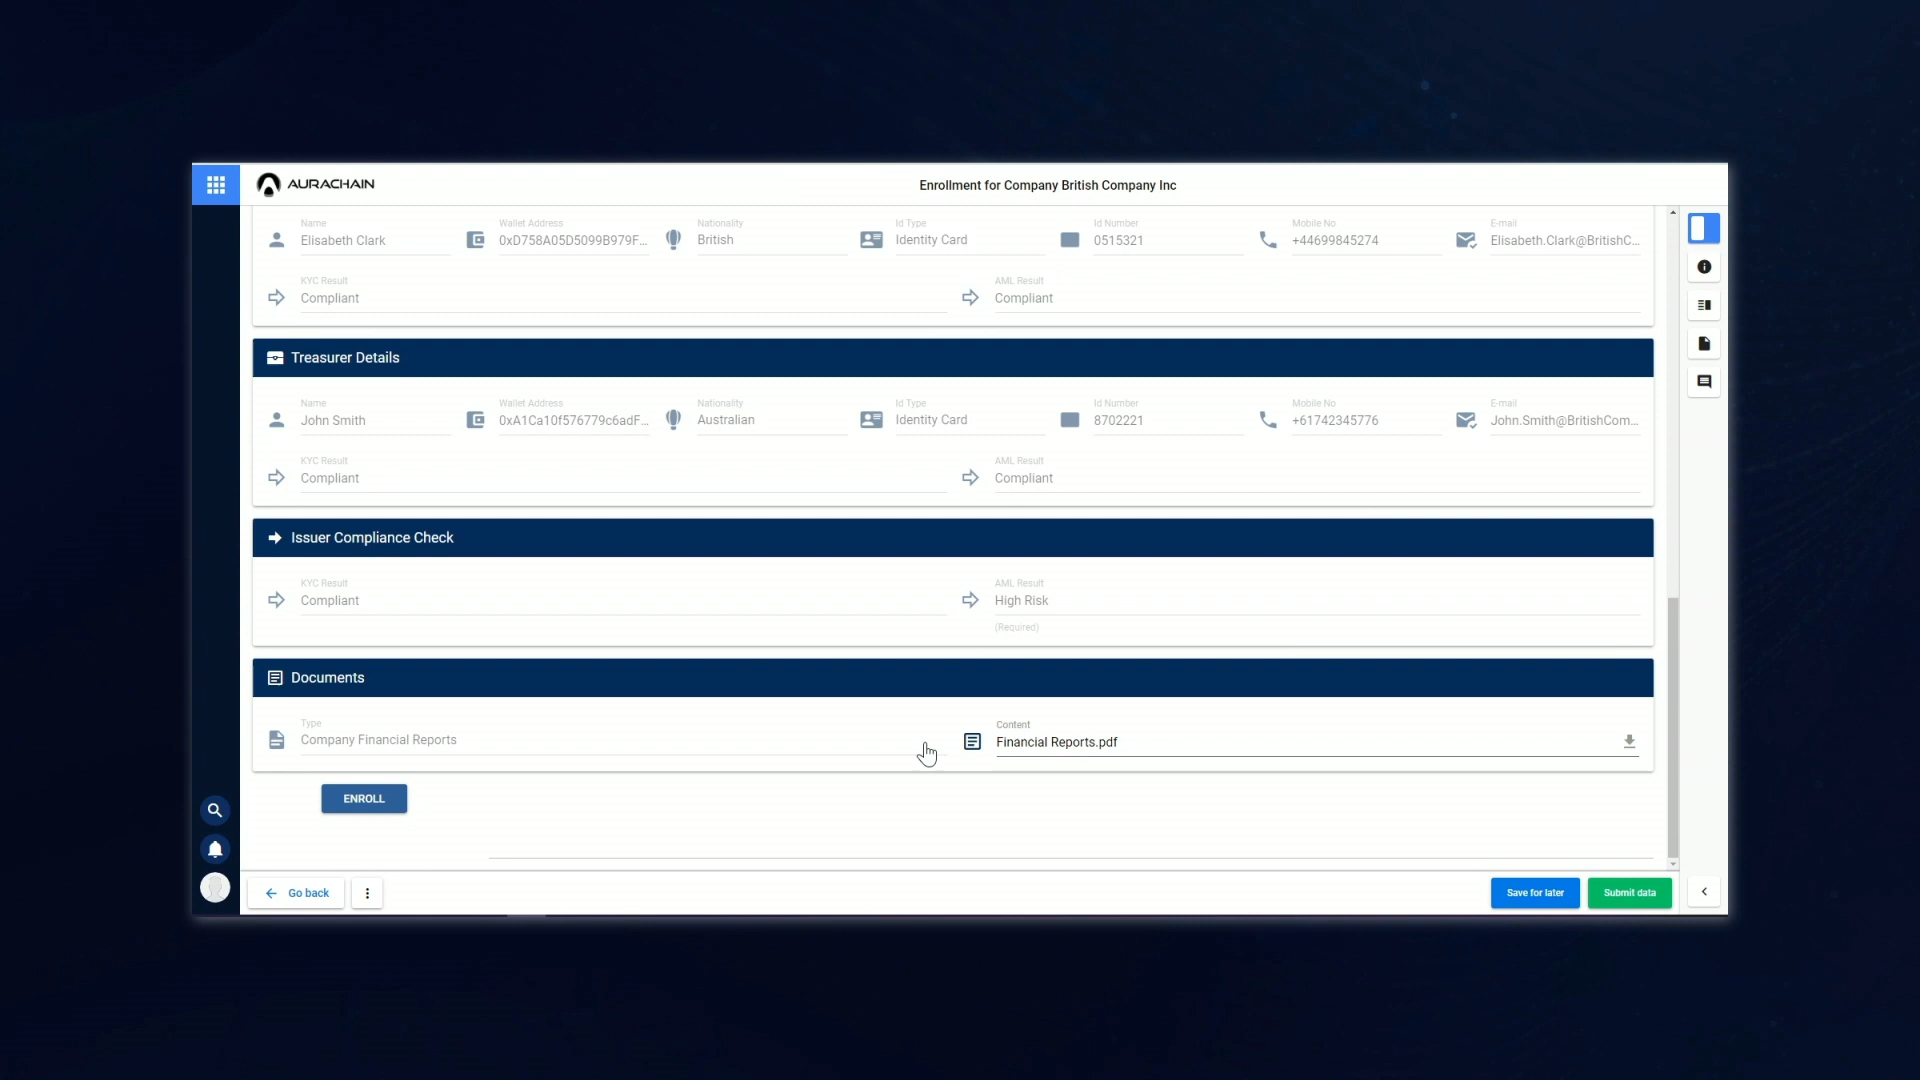 AURACHAIN
Enrollment for Company British Company Inc
Name
Wallet Address
Nationality
Id Type
Id Number
Mobile No
E-mail
Elisabeth Clark
0xD758A05D5099B979F...
British
Identity Card
0515321
+44699845274
Elisabeth.Clark@BritishC...
KYC Result
AML Result
Compliant
Compliant
Treasurer Details
Name
Wallet Address
Nationality
Id Type
Id Number
Mobile No
E-mail
John Smith
0xA1Ca10f576779c6adF...
Australian
Identity Card
8702221
+61742345776
John.Smith@BritishCom...
KYC Result
AML Result
Compliant
Compliant
Issuer Compliance Check
KYC Result
AML Result
Compliant
High Risk
(Required)
Documents
Type
Content
Company Financial Reports
Financial Reports.pdf
ENROLL
Go back
Save for later
Submit data